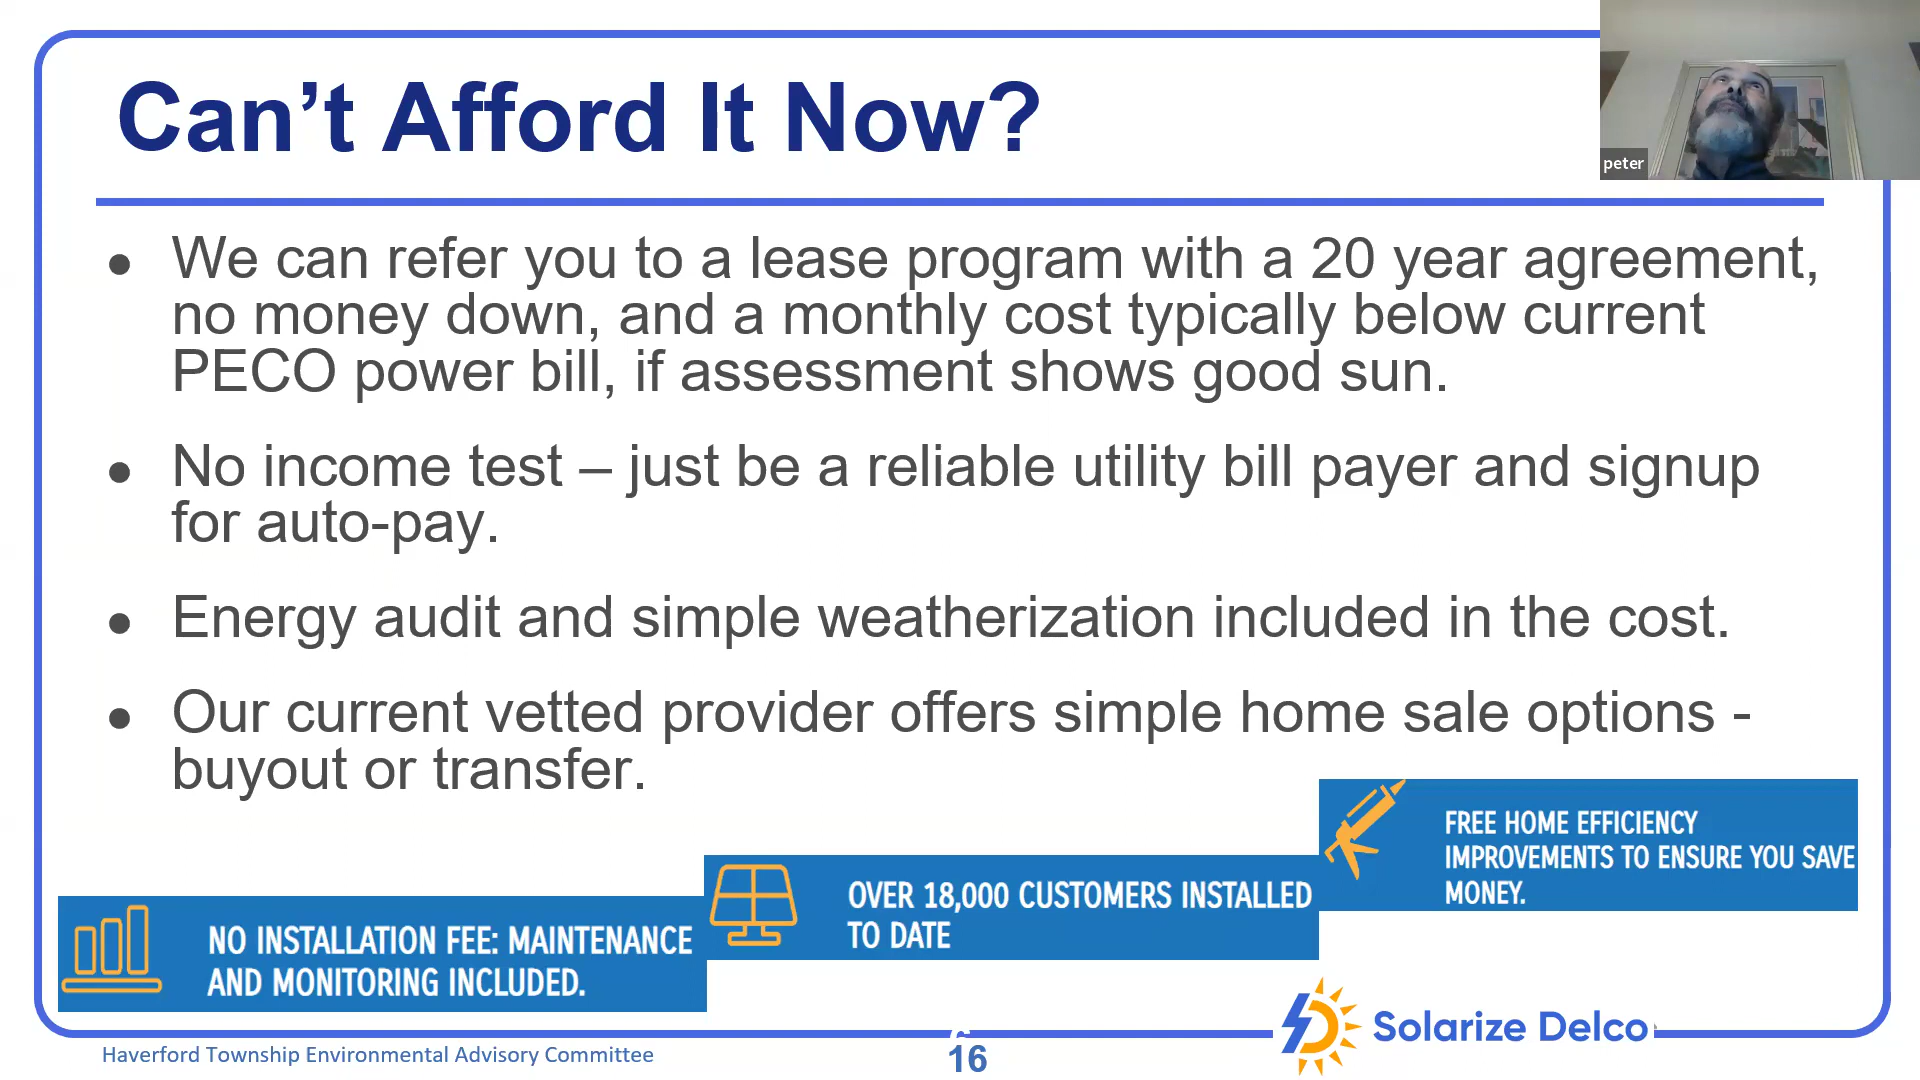 Can’t Afford It Now?
peter
● We can refer you to a lease program with a 20 year agreement,
no money down, and a monthly cost typically below current
PECO power bill, if assessment shows good sun.
● No income test – just be a reliable utility bill payer and signup
for auto-pay.
● Energy audit and simple weatherization included in the cost.
● Our current vetted provider offers simple home sale options -
buyout or transfer.
NO INSTALLATION FEE: MAINTENANCE
AND MONITORING INCLUDED.
OVER 18,000 CUSTOMERS INSTALLED
TO DATE
FREE HOME EFFICIENCY
IMPROVEMENTS TO ENSURE YOU SAVE
MONEY.
Haverford Township Environmental Advisory Committee
16
Solarize Delco